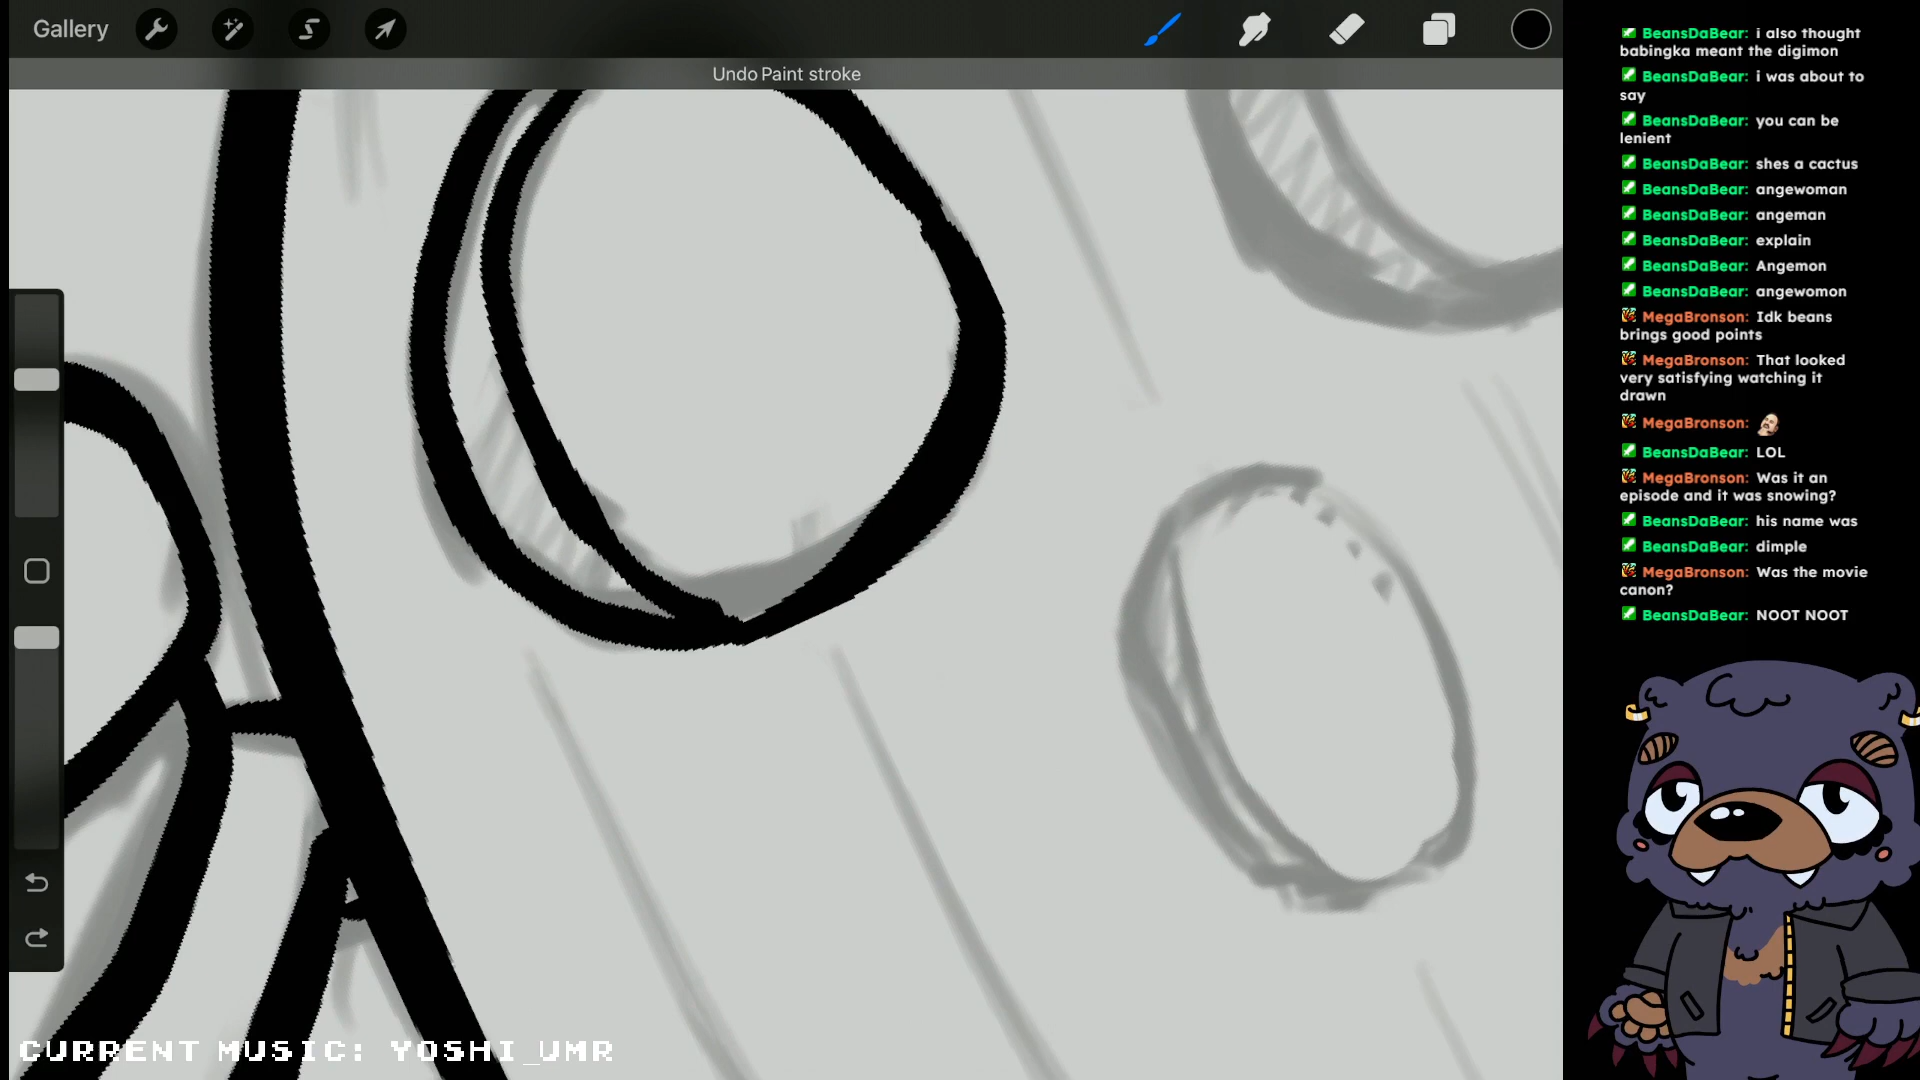 Gallery
Undo Paint stroke
BeansDaBear: i also thought
babingka meant the digimon
BeansDaBear: i was about to
say
BeansDaBear: you can be
lenient
BeansDaBear: shes a cactus
BeansDaBear: angewoman
BeansDaBear: angeman
BeansDaBear: explain
BeansDaBear: Angemon
BeansDaBear: angewomon
MegaBronson: Idk beans
brings good points
MegaBronson: That looked
very satisfying watching it
drawn
MegaBronson:
BeansDaBear: LOL
MegaBronson: Was it an
episode and it was snowing?
BeansDaBear: his name was
BeansDaBear: dimple
MegaBronson: Was the movie
canon?
BeansDaBear: NOOT NOOT
CURRENT MUSIC: YOSHI_UMR